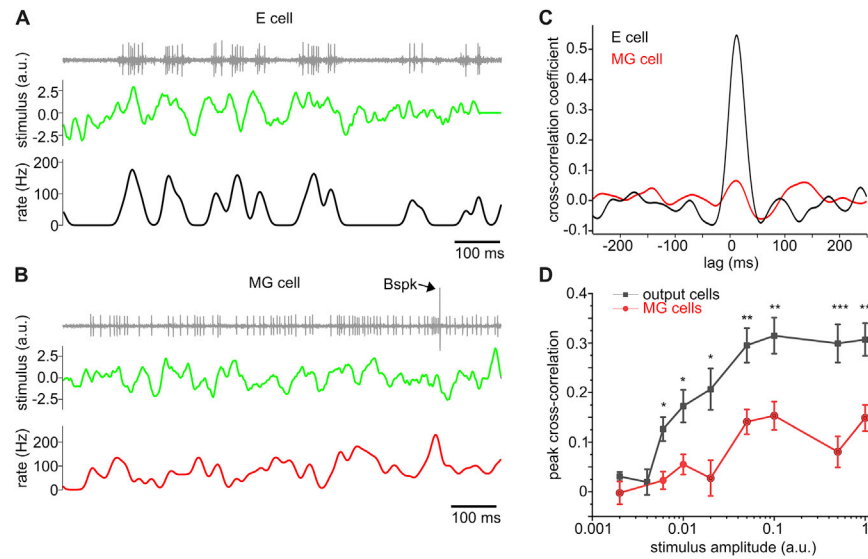 A
E cell
stimulus (a.u.)
2.5
0.0
-2.5
rate (Hz)
200
100
0
100 ms
B
MG cell
Bspk
stimulus (a.u.)
2.5
0.0
-2.5
rate (Hz)
200
100
0
100 ms
C
E cell
MG cell
cross-correlation coefficient
0.5
0.4
0.3
0.2
0.1
0.0
-0.1
-200 -100 0 100 200
lag (ms)
D
output cells
MG cells
peak cross-correlation
0.4
0.3
0.2
0.1
0
* * * ** ** *** **
0.001 0.01 0.1 1
stimulus amplitude (a.u.)